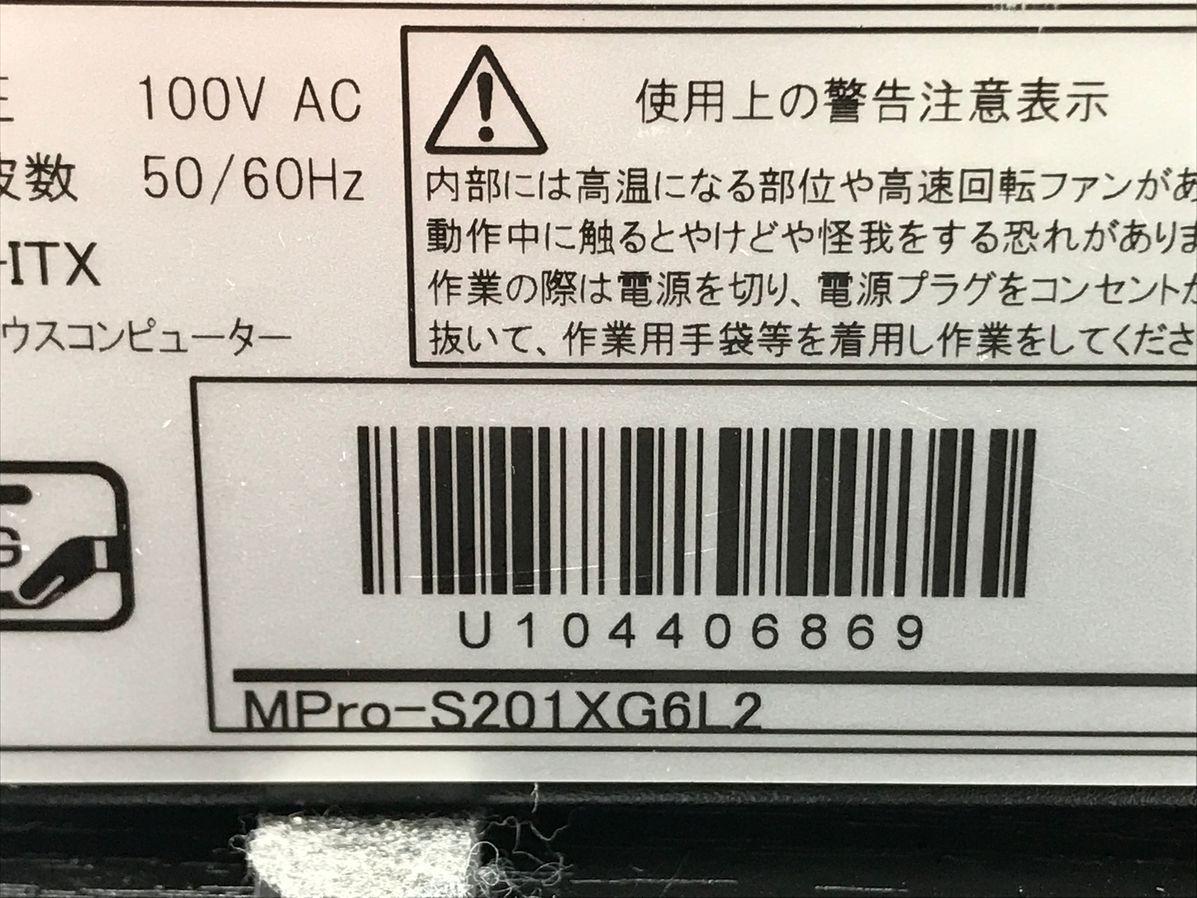 圧 100V AC
波数 50/60Hz
-ITX
ウスコンピューター
G
使用上の警告注意表示
内部には高温になる部位や高速回転ファンがあ
動作中に触るとやけどや怪我をする恐れがありま
作業の際は電源を切り、電源プラグをコンセントか
抜いて、作業用手袋等を着用し作業をしてくださ
U104406869
MPro-S201XG6L2